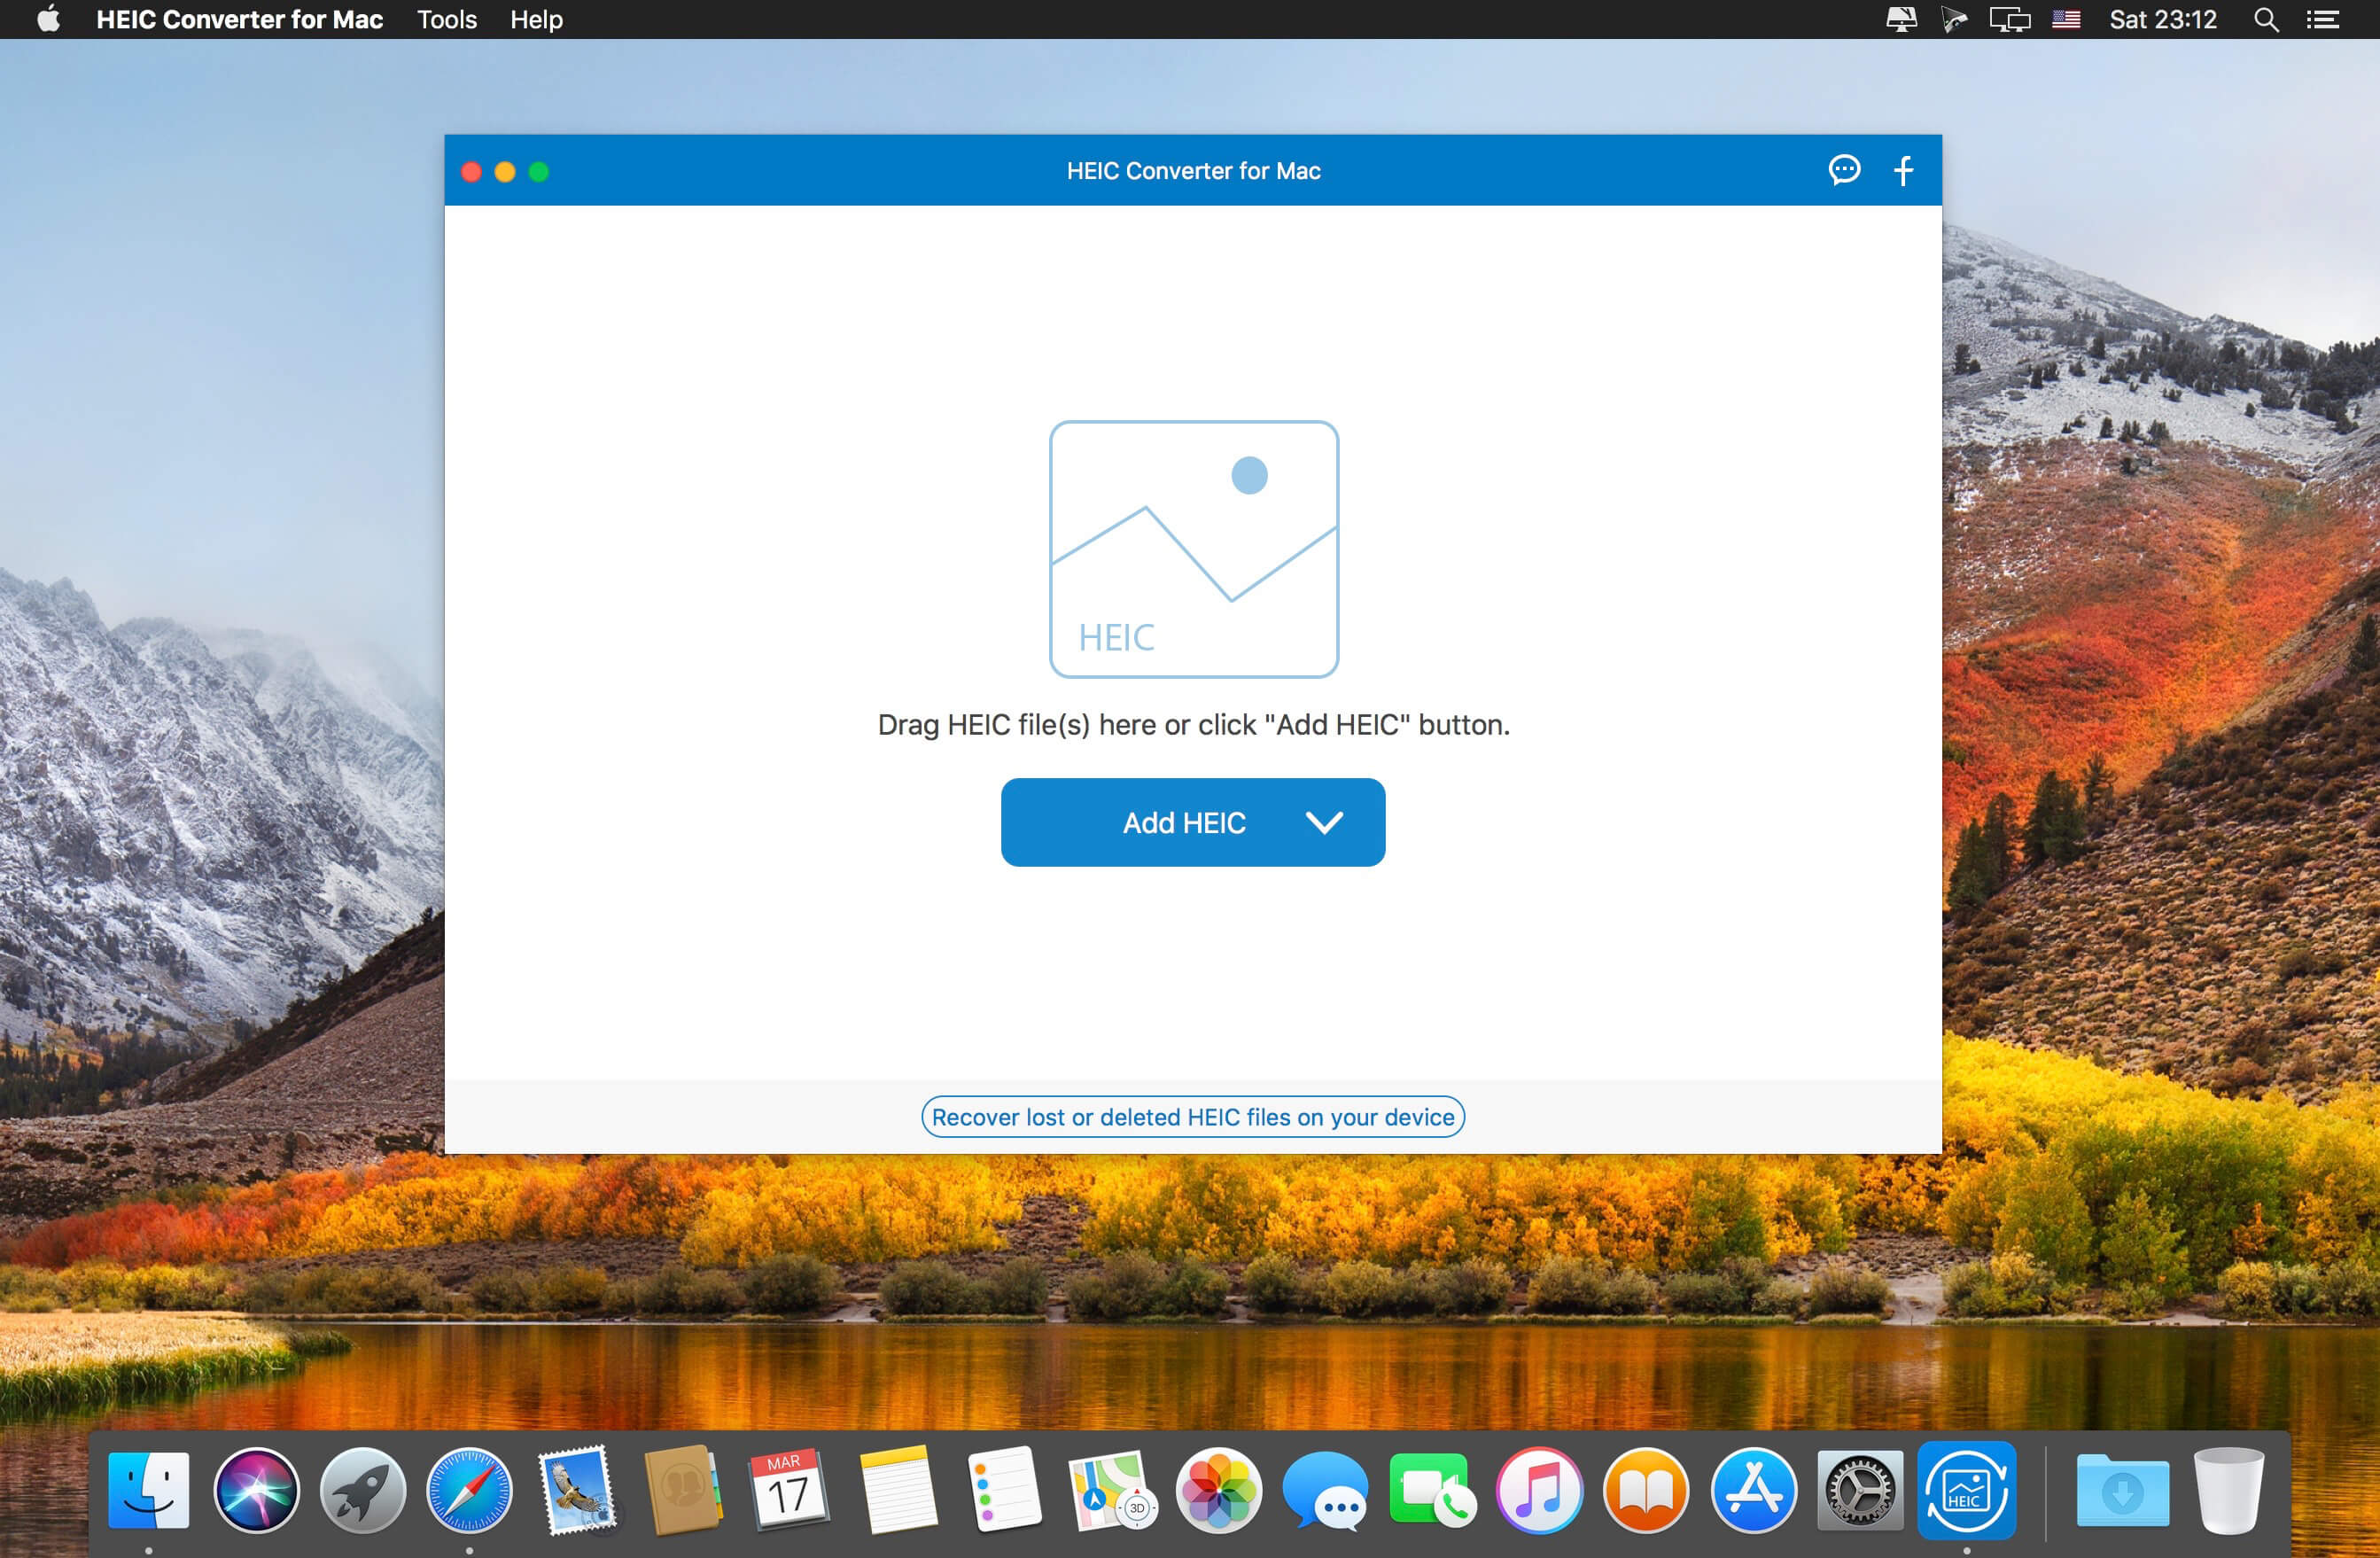 HEIC Converter for Mac Tools Help Sat 23:12
HEIC Converter for Mac
HEIC
Drag HEIC file(s) here or click "Add HEIC" button.
Add HEIC
Recover lost or deleted HEIC files on your device
MAR
17
3D
HEIC